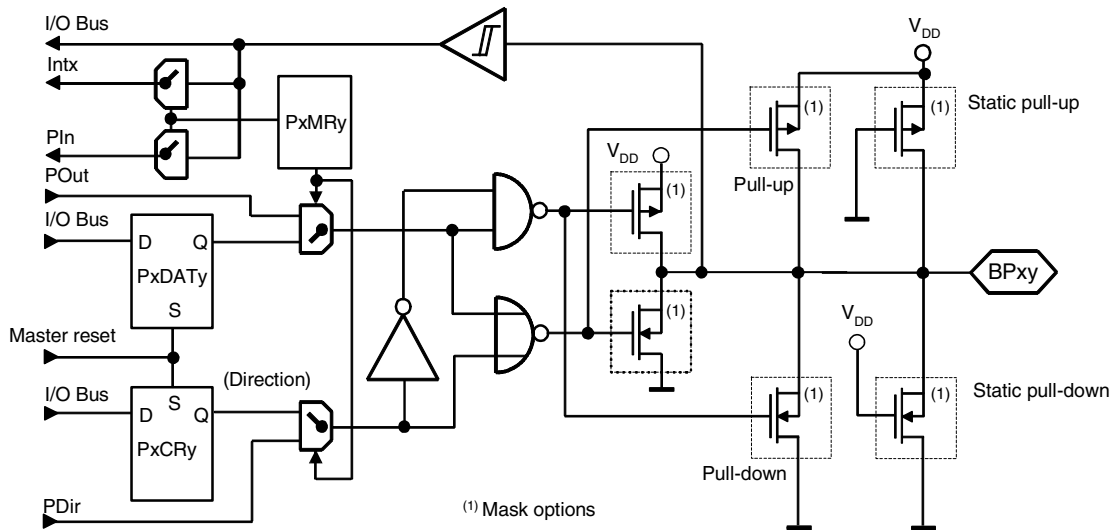 I/O Bus
V_DD
Intx
(1)
(1)
Static pull-up
PxMRy
PIn
V_DD
POut
(1)
Pull-up
I/O Bus
D
Q
PxDATy
BPxy
S
(1)
V_DD
Master reset
(Direction)
I/O Bus
S
D
Q
(1)
(1)
Static pull-down
PxCRy
Pull-down
PDir
(1) Mask options